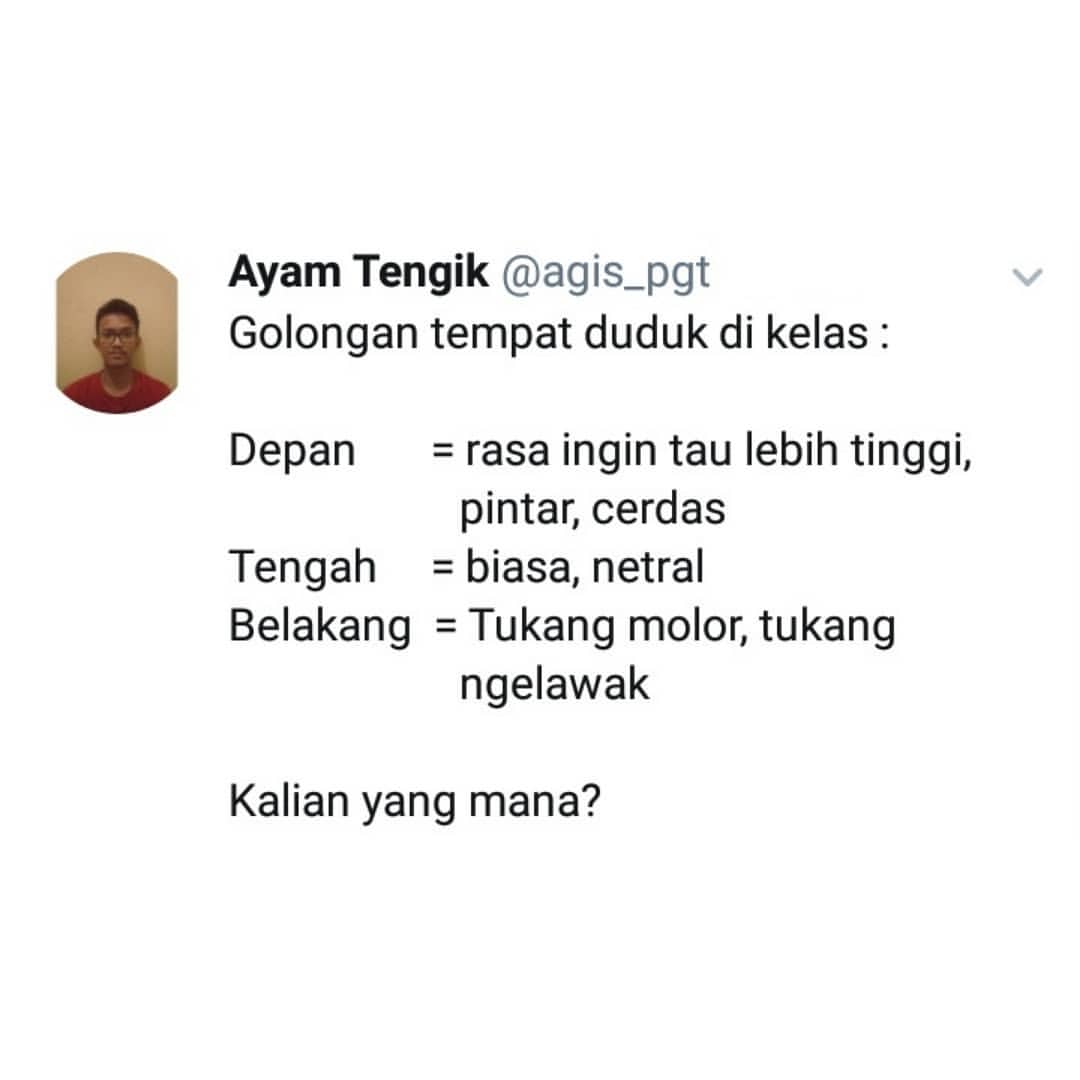 Ayam Tengik @agis_pgt
Golongan tempat duduk di kelas :
Depan = rasa ingin tau lebih tinggi,
pintar, cerdas
Tengah = biasa, netral
Belakang = Tukang molor, tukang
ngelawak
Kalian yang mana?